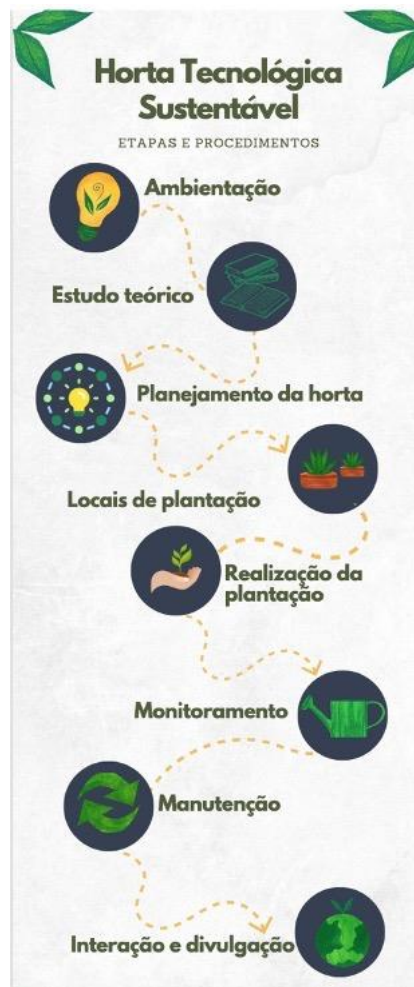 Horta Tecnológica
Sustentável
ETAPAS E PROCEDIMENTOS
Ambientação
Estudo teórico
Planejamento da horta
Locais de plantação
Realização da
plantação
Monitoramento
Manutenção
Interação e divulgação